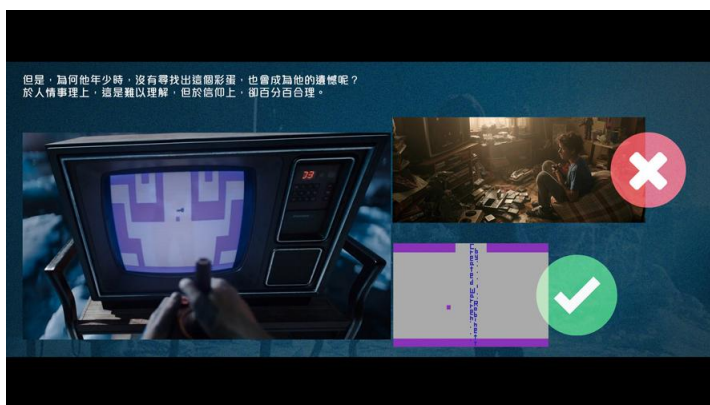 但是，為何他年少時，沒有尋找出這個彩蛋，也會成為他的遺憾呢？
於人情事理上，這是難以理解，但於信仰上，卻百分百合理。